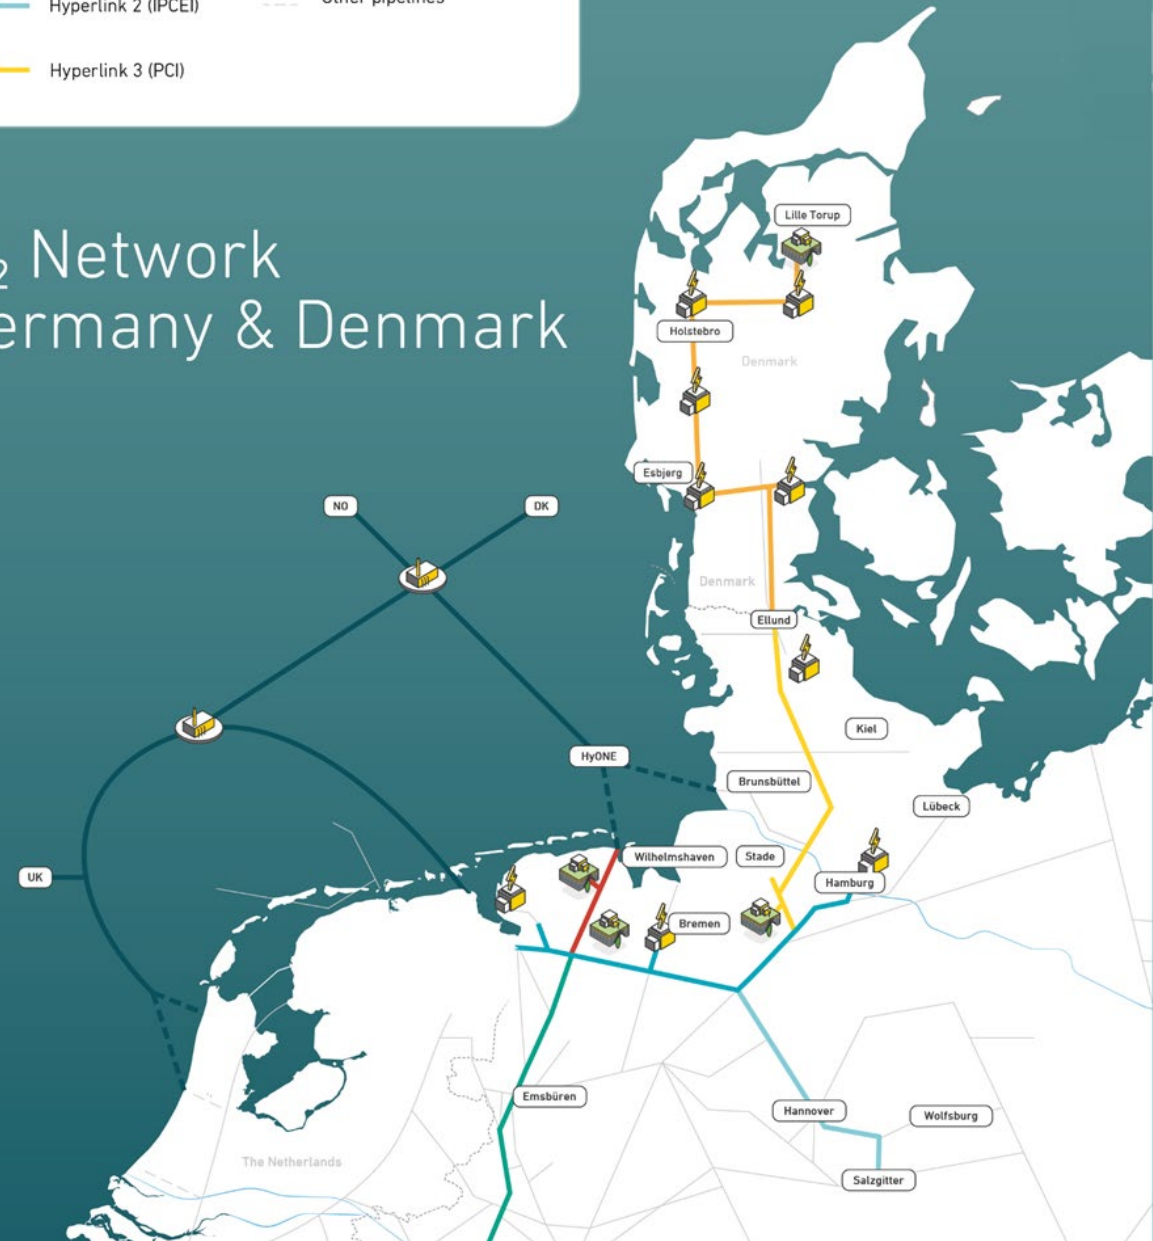 Hyperlink 2 (IPCEI)
Other pipelines
Hyperlink 3 (PCI)
₂ Network
ermany & Denmark
Lille Torup
Holstebro
Denmark
Esbjerg
NO
DK
Denmark
Ellund
Kiel
HyONE
Brunsbüttel
Lübeck
Wilhelmshaven
Stade
UK
Hamburg
Bremen
Emsbüren
Hannover
Wolfsburg
The Netherlands
Salzgitter